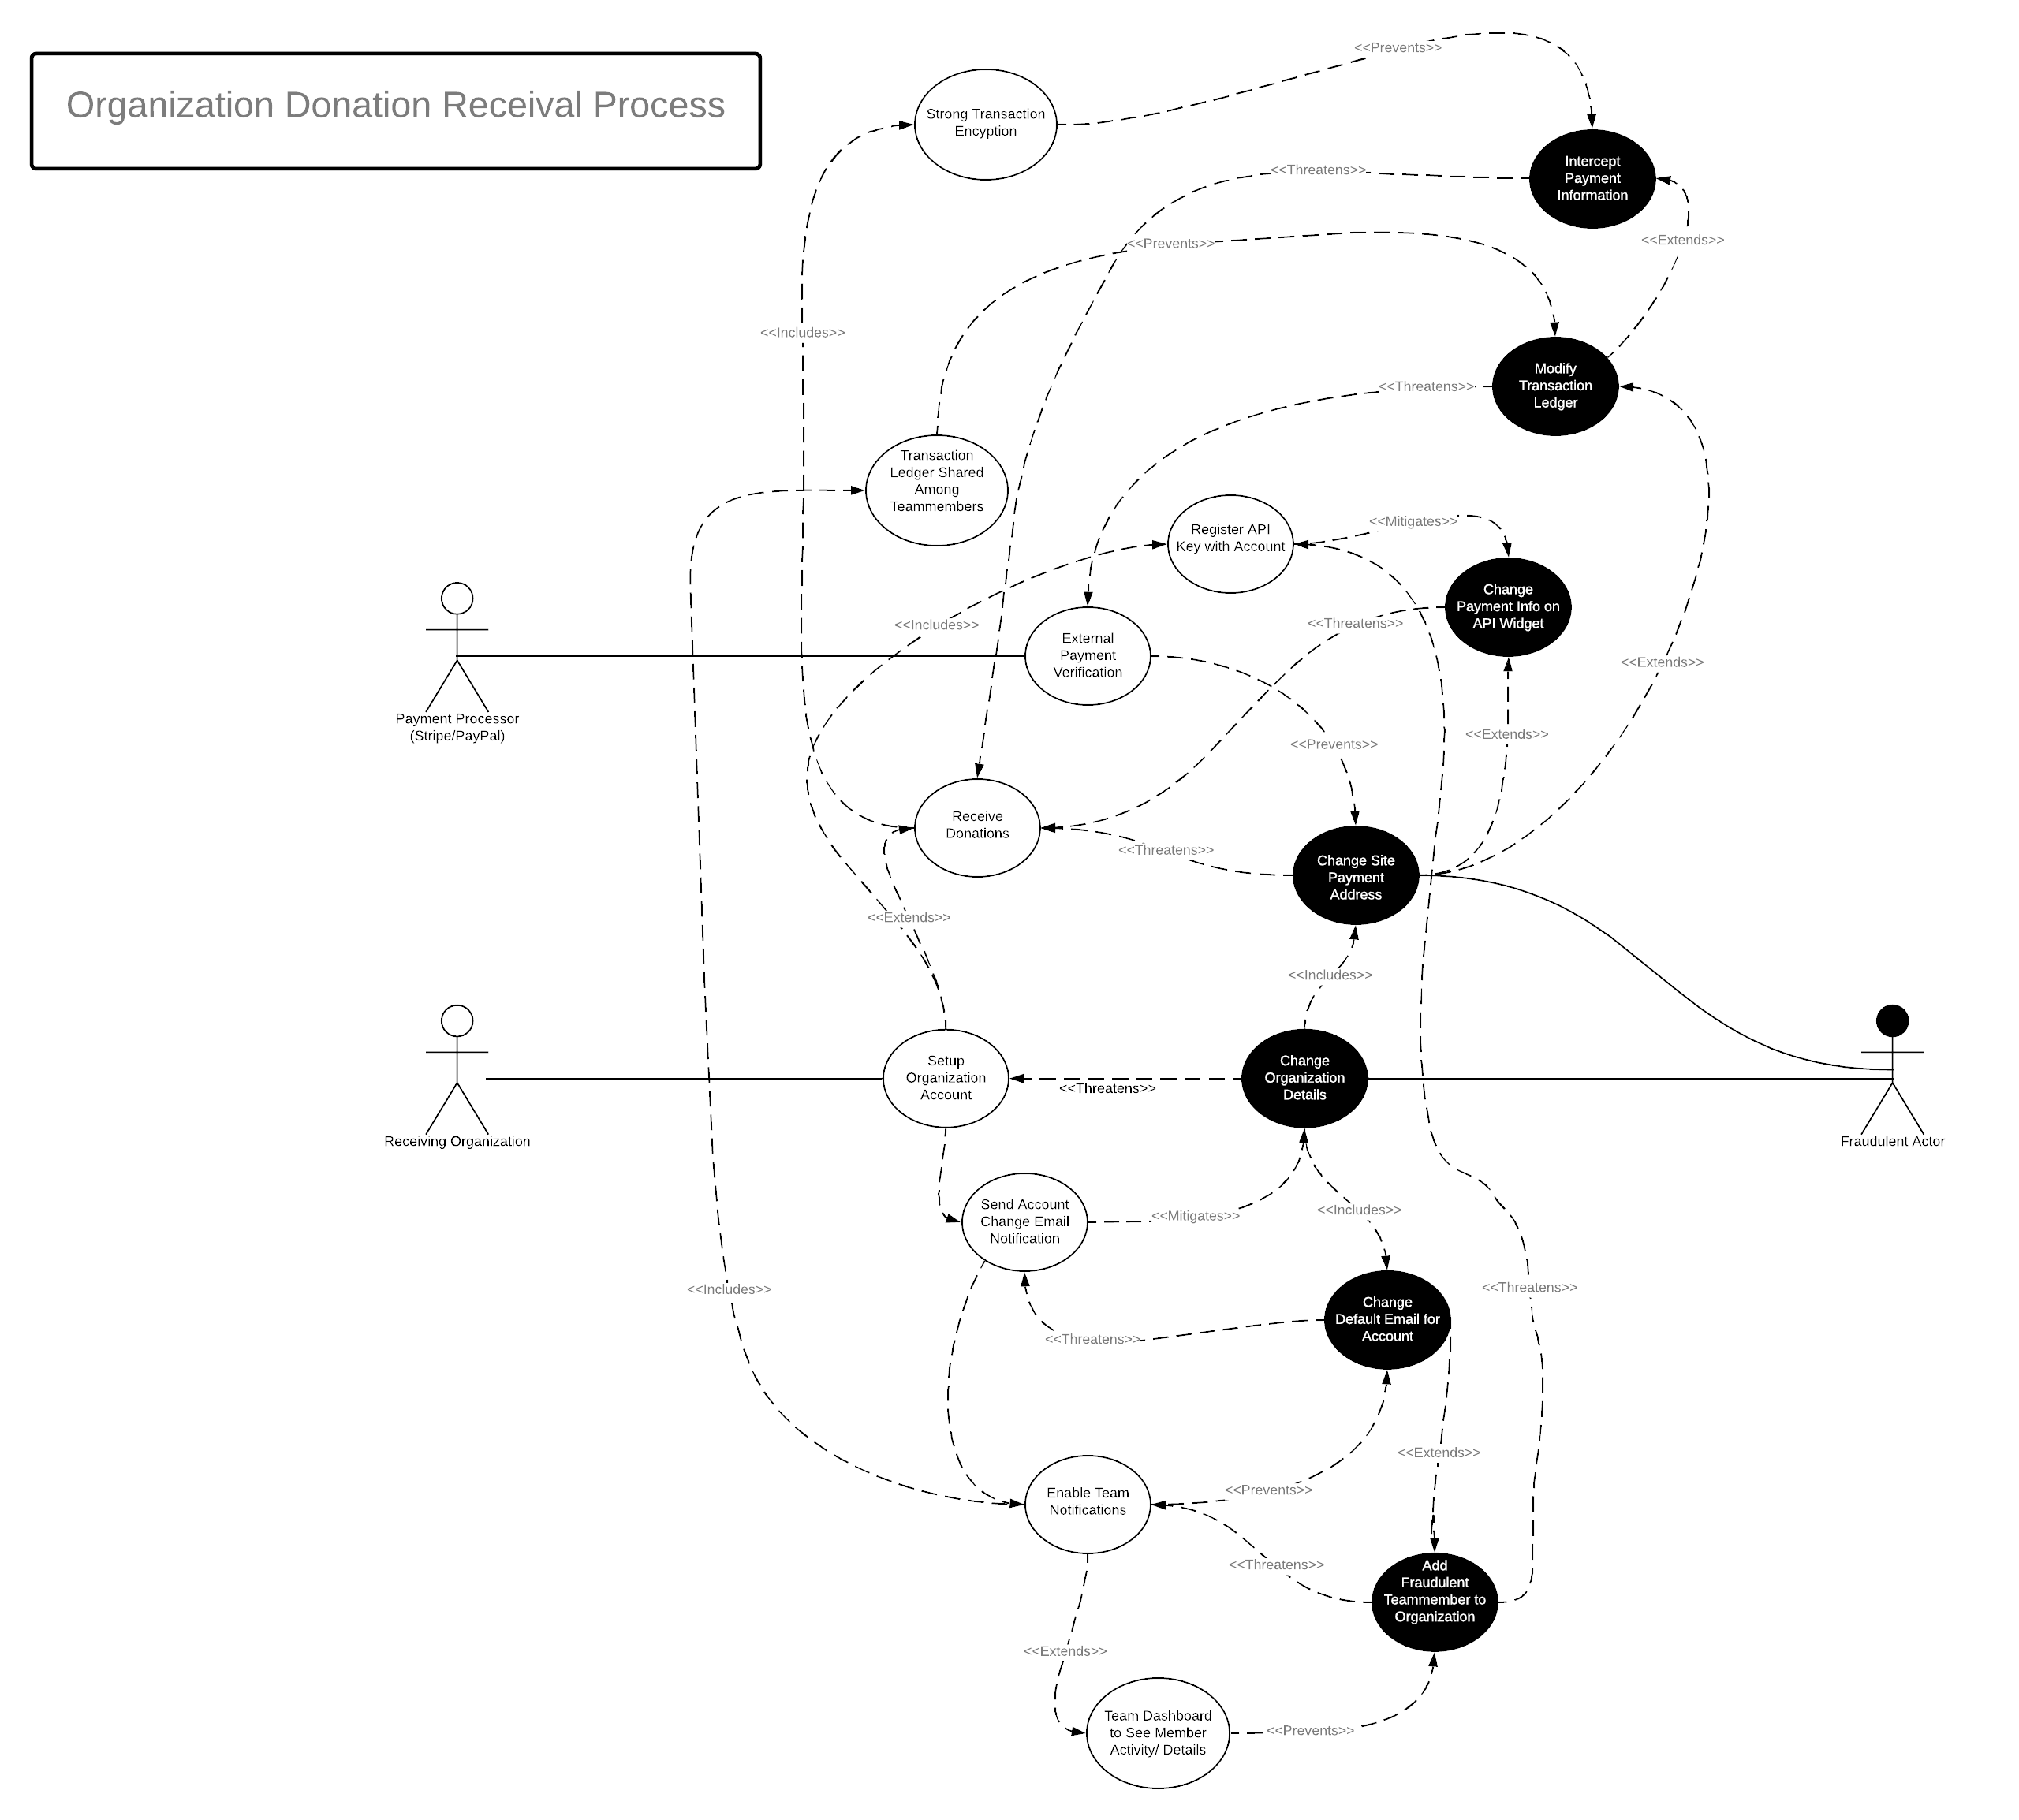 Organization Donation Receival Process
<<Prevents>>
Strong Transaction
Encyption
Intercept
Payment
Information
<<Threatens>>
<<Prevents>>
<<Extends>>
<<Includes>>
Modify
Transaction
Ledger
<<Threatens>>
Transaction
Ledger Shared
Among
Teammembers
Register API
Key with Account
<<Mitigates>>
Change
Payment Info on
API Widget
<<Includes>>
<<Threatens>>
External
Payment
Verification
<<Extends>>
Payment Processor
(Stripe/PayPal)
<<Prevents>>
<<Extends>>
Receive
Donations
<<Threatens>>
Change Site
Payment
Address
<<Extends>>
<<Includes>>
Setup
Organization
Account
<<Threatens>>
Change
Organization
Details
Receiving Organization
Fraudulent Actor
Send Account
Change Email
Notification
<<Mitigates>>
<<Includes>>
<<Includes>>
<<Threatens>>
Change
Default Email for
Account
<<Threatens>>
<<Extends>>
Enable Team
Notifications
<<Prevents>>
<<Threatens>>
Add
Fraudulent
Teammember to
Organization
<<Extends>>
Team Dashboard
to See Member
Activity/ Details
<<Prevents>>